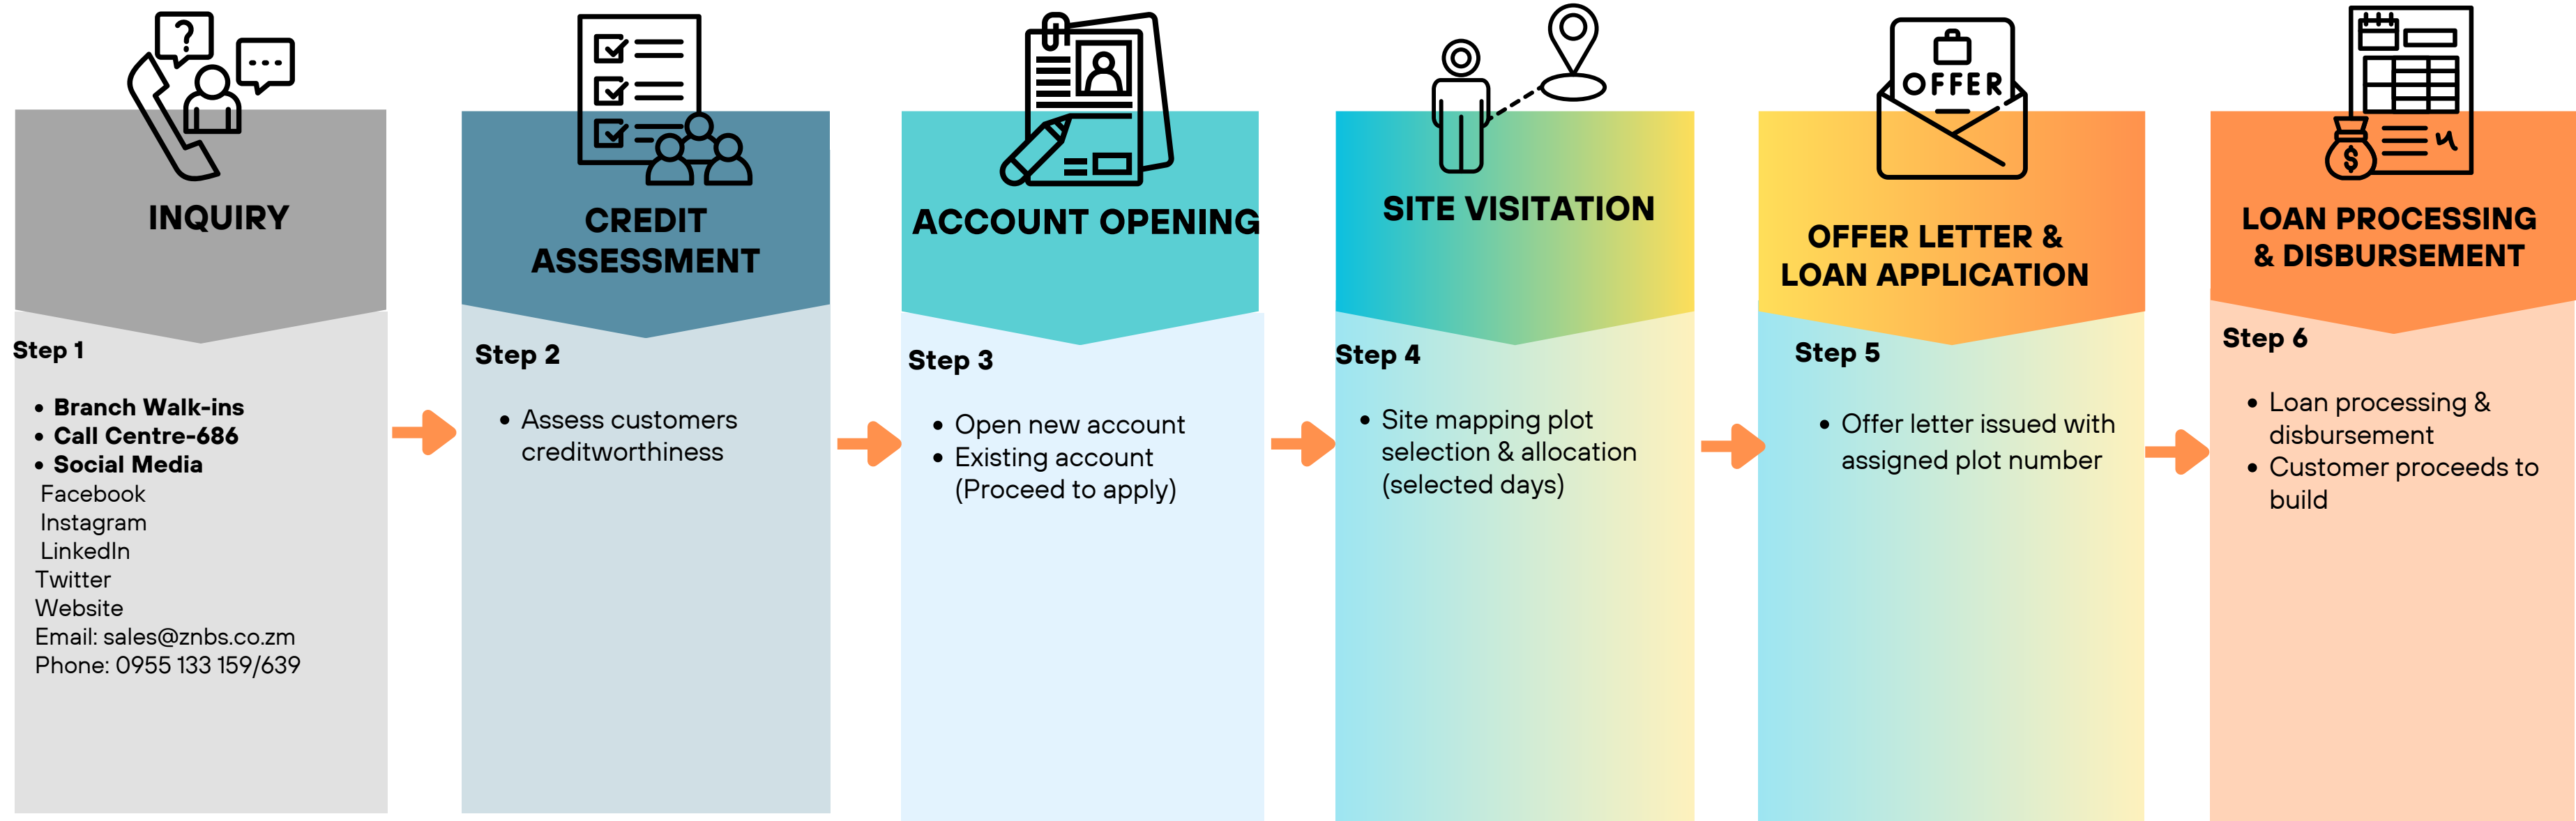 INQUIRY
Step 1
• Branch Walk-ins
• Call Centre-686
• Social Media
Facebook
Instagram
LinkedIn
Twitter
Website
Email: sales@znbs.co.zm
Phone: 0955 133 159/639
CREDIT
ASSESSMENT
Step 2
• Assess customers
creditworthiness
ACCOUNT OPENING
Step 3
• Open new account
• Existing account
(Proceed to apply)
SITE VISITATION
Step 4
• Site mapping plot
selection & allocation
(selected days)
OFFER
OFFER LETTER &
LOAN APPLICATION
Step 5
• Offer letter issued with
assigned plot number
LOAN PROCESSING
& DISBURSEMENT
Step 6
• Loan processing &
disbursement
• Customer proceeds to
build